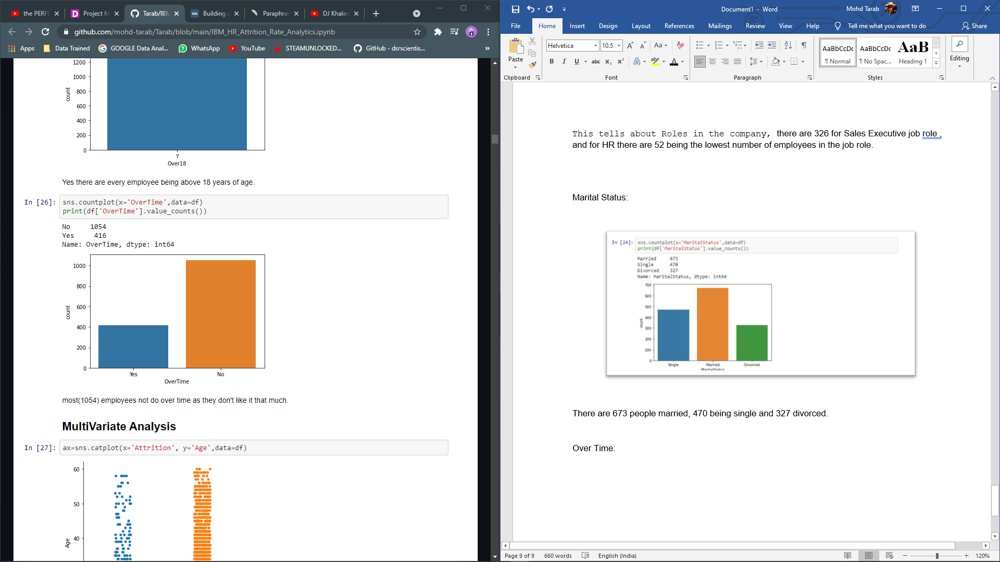 the PERF
Project M
Tarab/IBM
Building a
Paraphras
DJ Khaled
github.com/mohd-tarab/Tarab/blob/main/IBM_HR_Attrition_Rate_Analytics.ipynb
Apps
Data Trained
GOOGLE Data Anal...
WhatsApp
YouTube
STEAMUNLOCKED...
GitHub - dsrscientis...
»
1200
1000
800
600
400
200
0
count
Y
Over18
Yes there are every employee being above 18 years of age.
In [26]:
sns.countplot(x='OverTime',data=df)
print(df['OverTime'].value_counts())
No 1054
Yes 416
Name: OverTime, dtype: int64
1000
800
600
400
200
0
count
Yes No
OverTime
most(1054) employees not do over time as they don't like it that much.
MultiVariate Analysis
In [27]:
ax=sns.catplot(x='Attrition', y='Age',data=df)
60
50
40
Age
Document1 - Word
Mohd Tarab
File Home Insert Design Layout References Mailings Review View Help Tell me what you want to do Share
Paste
Clipboard
Helvetica 10.5
Aa
B I U abc x₂ x²
Font
Paragraph
AaBbCcDc AaBbCcDc AaB
¶ Normal ¶ No Spac... Heading 1
Styles
Editing
This tells about Roles in the company, there are 326 for Sales Executive job role ,
and for HR there are 52 being the lowest number of employees in the job role.
Marital Status:
In [24]:
sns.countplot(x='MaritalStatus',data=df)
print(df['MaritalStatus'].value_counts())
Married 673
Single 470
Divorced 327
Name: MaritalStatus, dtype: int64
700
600
500
400
300
200
100
0
count
Single Married Divorced
MaritalStatus
There are 673 people married, 470 being single and 327 divorced.
Over Time:
Page 9 of 9 660 words English (India) 120%